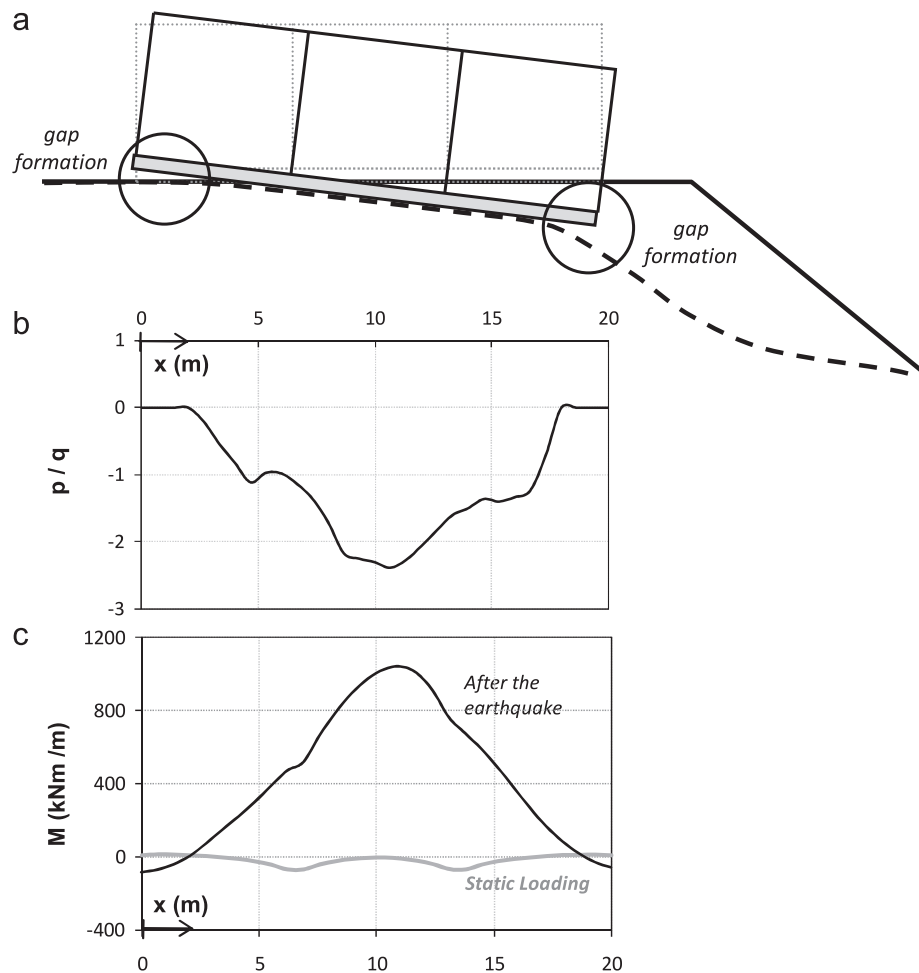 a
gap
formation
gap
formation
b
0 5 10 15 20
x (m)
1
0
-1
-2
-3
p / q
c
1200
800
400
0
-400
M (kNm /m)
After the
earthquake
Static Loading
x (m)
0 5 10 15 20